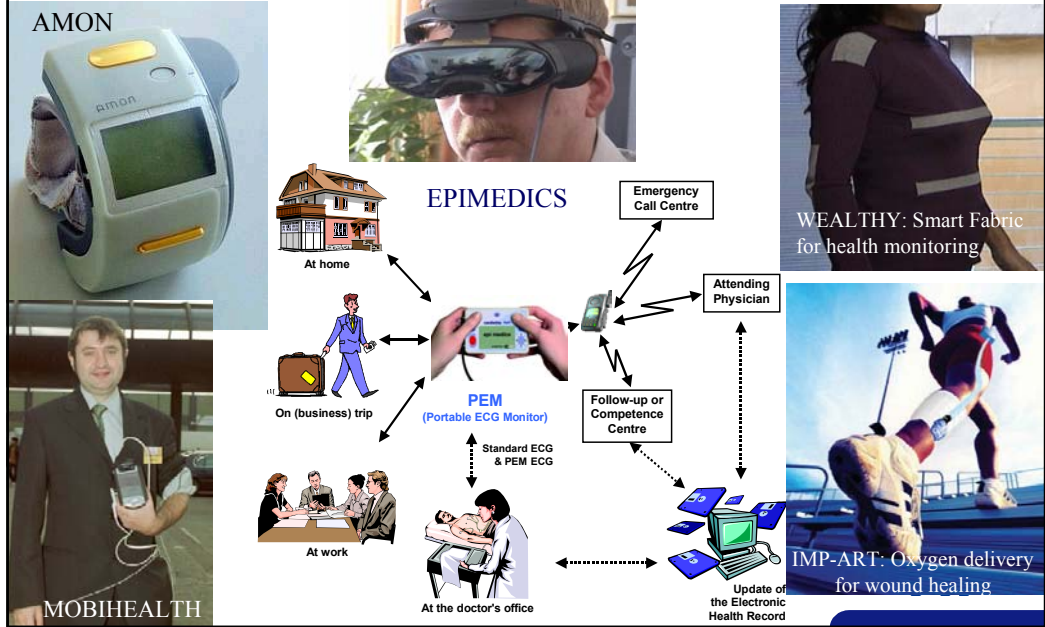 AMON
AMON
EPIMEDICS
Emergency
Call Centre
WEALTHY: Smart Fabric
for health monitoring
At home
Attending
Physician
epi medics
On (business) trip
PEM
(Portable ECG Monitor)
Follow-up or
Competence
Centre
Standard ECG
& PEM ECG
At work
At the doctor's office
Update of
the Electronic
Health Record
IMP-ART: Oxygen delivery
for wound healing
MOBIHEALTH